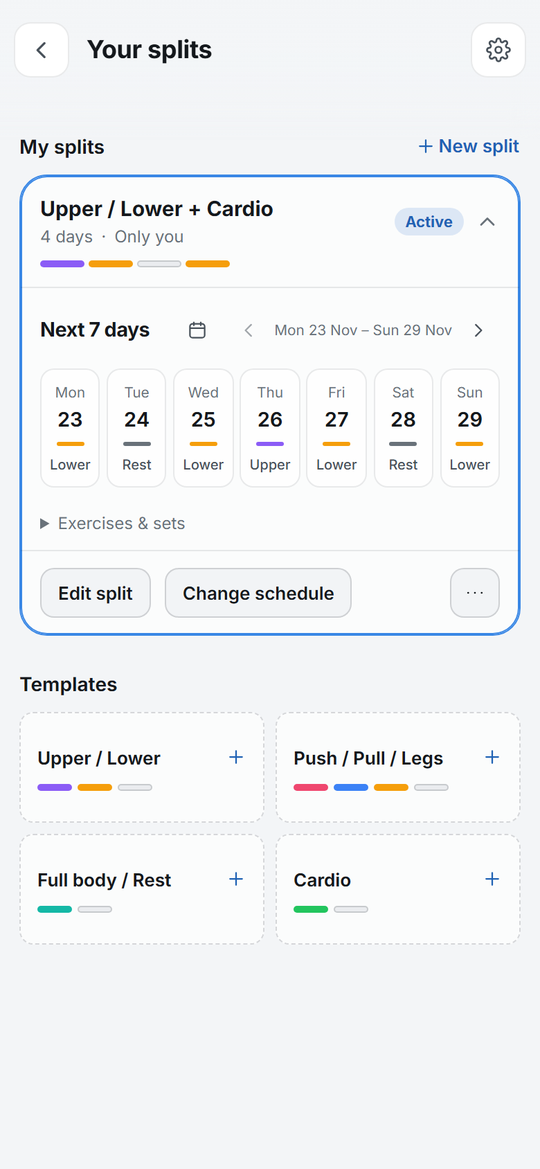 Your splits
My splits
+ New split
Upper / Lower + Cardio
4 days · Only you
Active
Next 7 days
Mon 23 Nov – Sun 29 Nov
Mon Tue Wed Thu Fri Sat Sun
23 24 25 26 27 28 29
Lower Rest Lower Upper Lower Rest Lower
Exercises & sets
Edit split
Change schedule
...
Templates
Upper / Lower +
Push / Pull / Legs +
Full body / Rest +
Cardio +